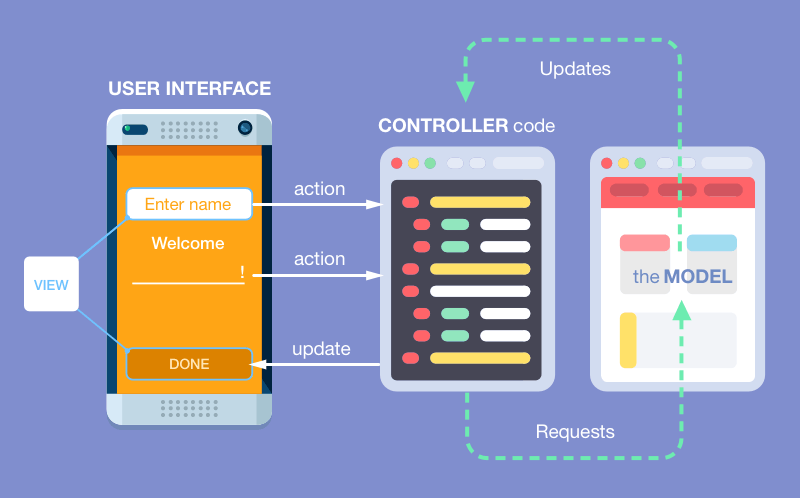 Updates
USER INTERFACE
CONTROLLER code
action
Enter name
Welcome
!
action
VIEW
the MODEL
update
DONE
Requests